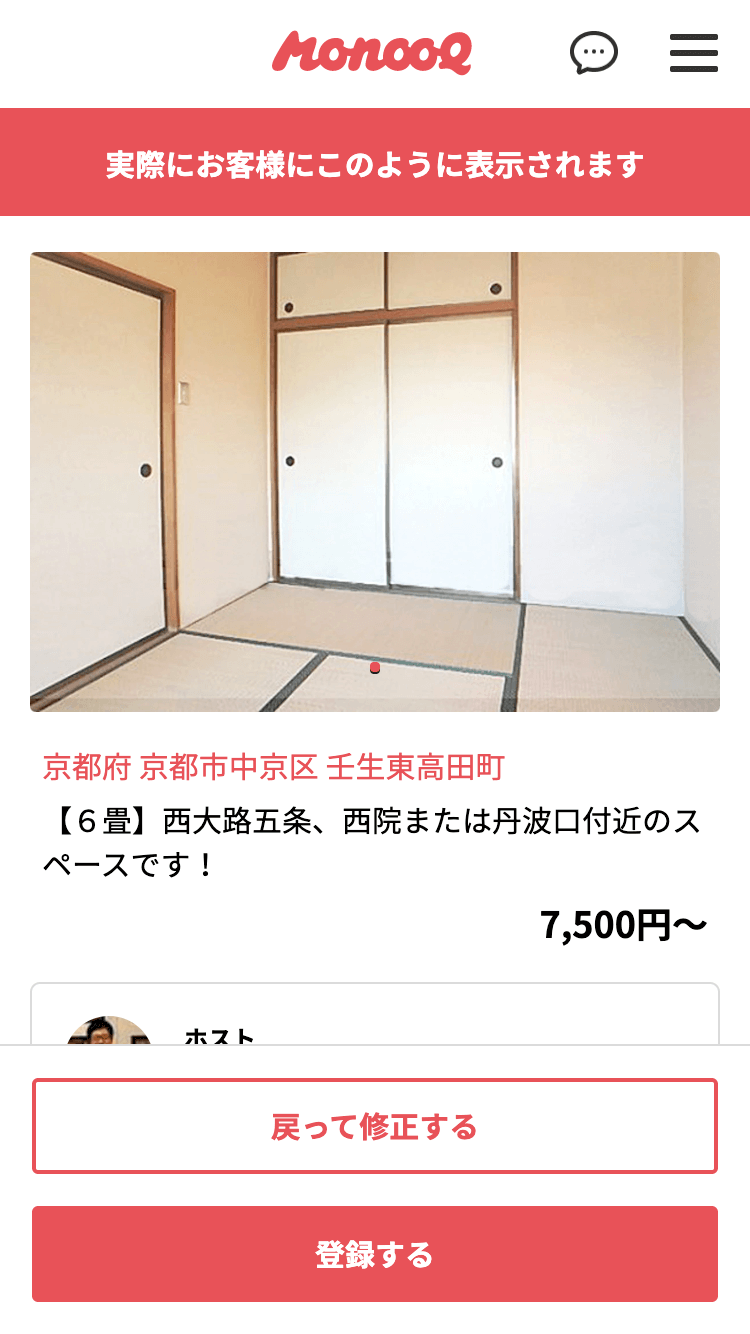 MonooQ
実際にお客様にこのように表示されます
京都府 京都市中京区 壬生東高田町
【６畳】西大路五条、西院または丹波口付近のス
ペースです！
7,500円〜
ホスト
戻って修正する
登録する